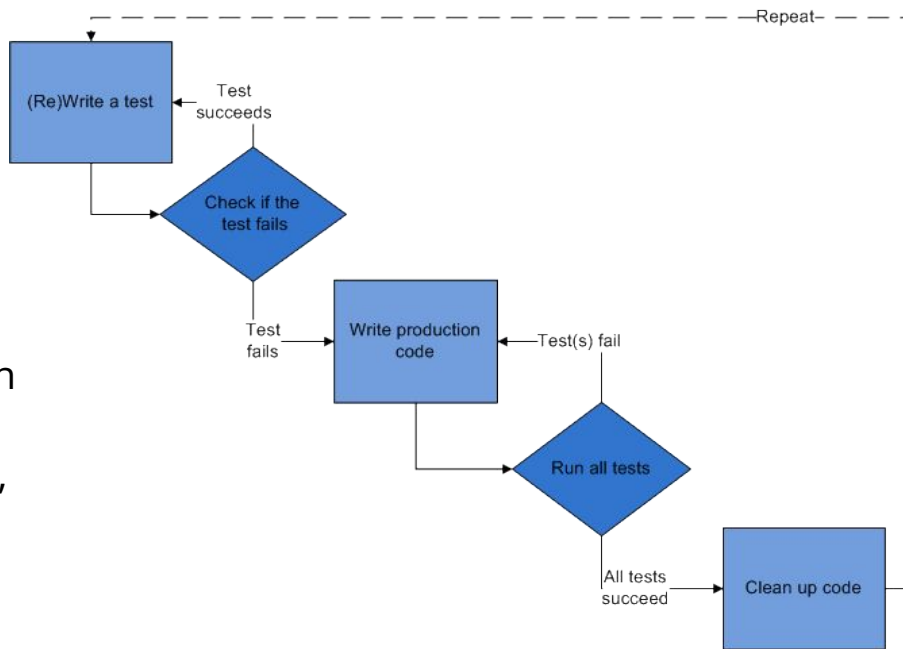 Repeat
(Re)Write a test
Test
succeeds
Check if the
test fails
Test
fails
Write production
code
Test(s) fail
n
,
Run all tests
All tests
succeed
Clean up code